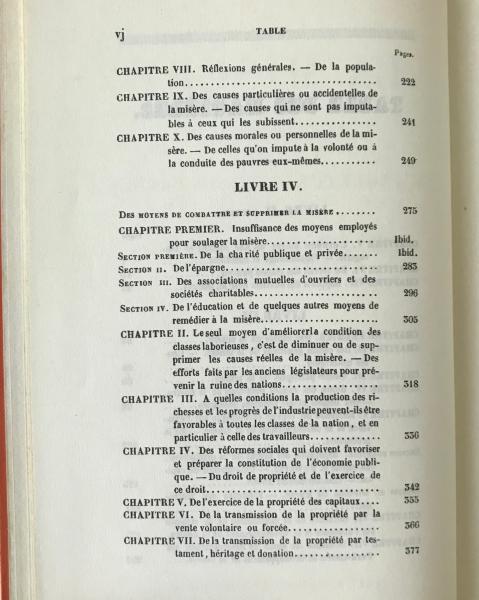 vj TABLE
Pages.
CHAPITRE VIII. Réflexions générales. — De la popula-
tion.................................... 222
CHAPITRE IX. Des causes particulières ou accidentelles de
la misère. — Des causes qui ne sont pas imputa-
bles à ceux qui les subissent............... 241
CHAPITRE X. Des causes morales ou personnelles de la mi-
sère. — De celles qu'on impute à la volonté ou à
la conduite des pauvres eux-mêmes.......... 249
LIVRE IV.
DES MOYENS DE COMBATTRE ET SUPPRIMER LA MISÈRE........ 275
CHAPITRE PREMIER. Insuffisance des moyens employés
pour soulager la misère..................... Ibid.
SECTION PREMIÈRE. De la charité publique et privée....... Ibid.
SECTION II. De l'épargne............................. 283
SECTION III. Des associations mutuelles d'ouvriers et des
sociétés charitables........................ 296
SECTION IV. De l'éducation et de quelques autres moyens de
remédier à la misère...................... 305
CHAPITRE II. Le seul moyen d'améliorer la condition des
classes laborieuses, c'est de diminuer ou de sup-
primer les causes réelles de la misère. — Des
efforts faits par les anciens législateurs pour pré-
venir la ruine des nations................... 318
CHAPITRE III. A quelles conditions la production des ri-
chesses et les progrès de l'industrie peuvent-ils être
favorables à toutes les classes de la nation, et en
particulier à celle des travailleurs............. 336
CHAPITRE IV. Des réformes sociales qui doivent favoriser
et préparer la constitution de l'économie publi-
que. — Du droit de propriété et de l'exercice de
ce droit.................................. 342
CHAPITRE V. De l'exercice de la propriété des capitaux.... 355
CHAPITRE VI. De la transmission de la propriété par la
vente volontaire ou forcée.................. 366
CHAPITRE VII. De la transmission de la propriété par tes-
tament, héritage et donation................ 377